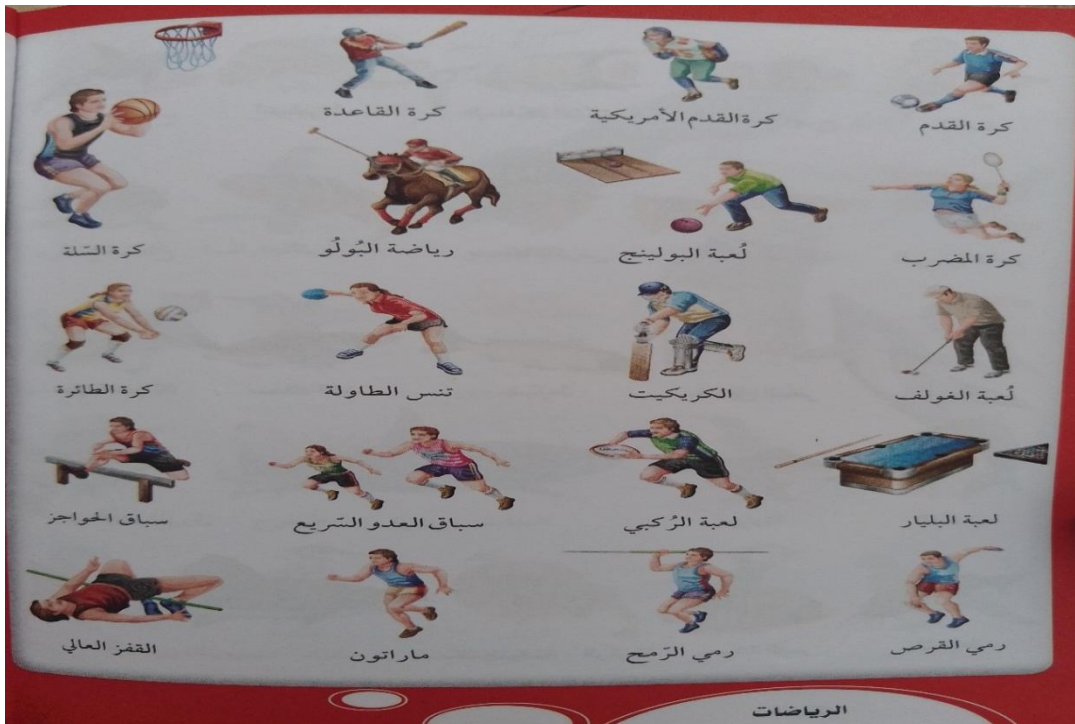 كرة القدم
كرة القدم الأمريكية
كرة القاعدة
كرة المضرب
لُعبة البولينج
رياضة البُولُو
كرة السّلة
لُعبة الغولف
الكريكيت
تنس الطاولة
كرة الطائرة
لعبة البليار
لعبة الرُكبي
سباق العدو السّريع
سباق الحواجز
رمي القرص
رمي الرّمح
ماراتون
القفز العالي
الرياضات